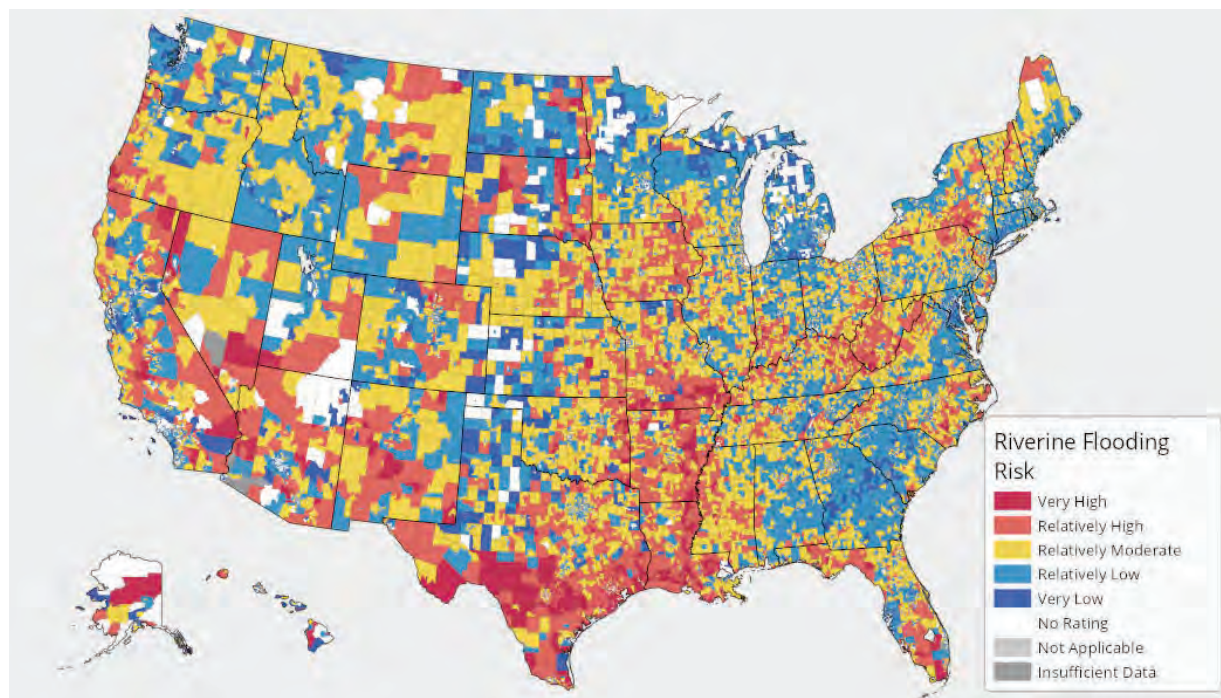 Riverine Flooding
Risk
Very High
Relatively High
Relatively Moderate
Relatively Low
Very Low
No Rating
Not Applicable
Insufficient Data